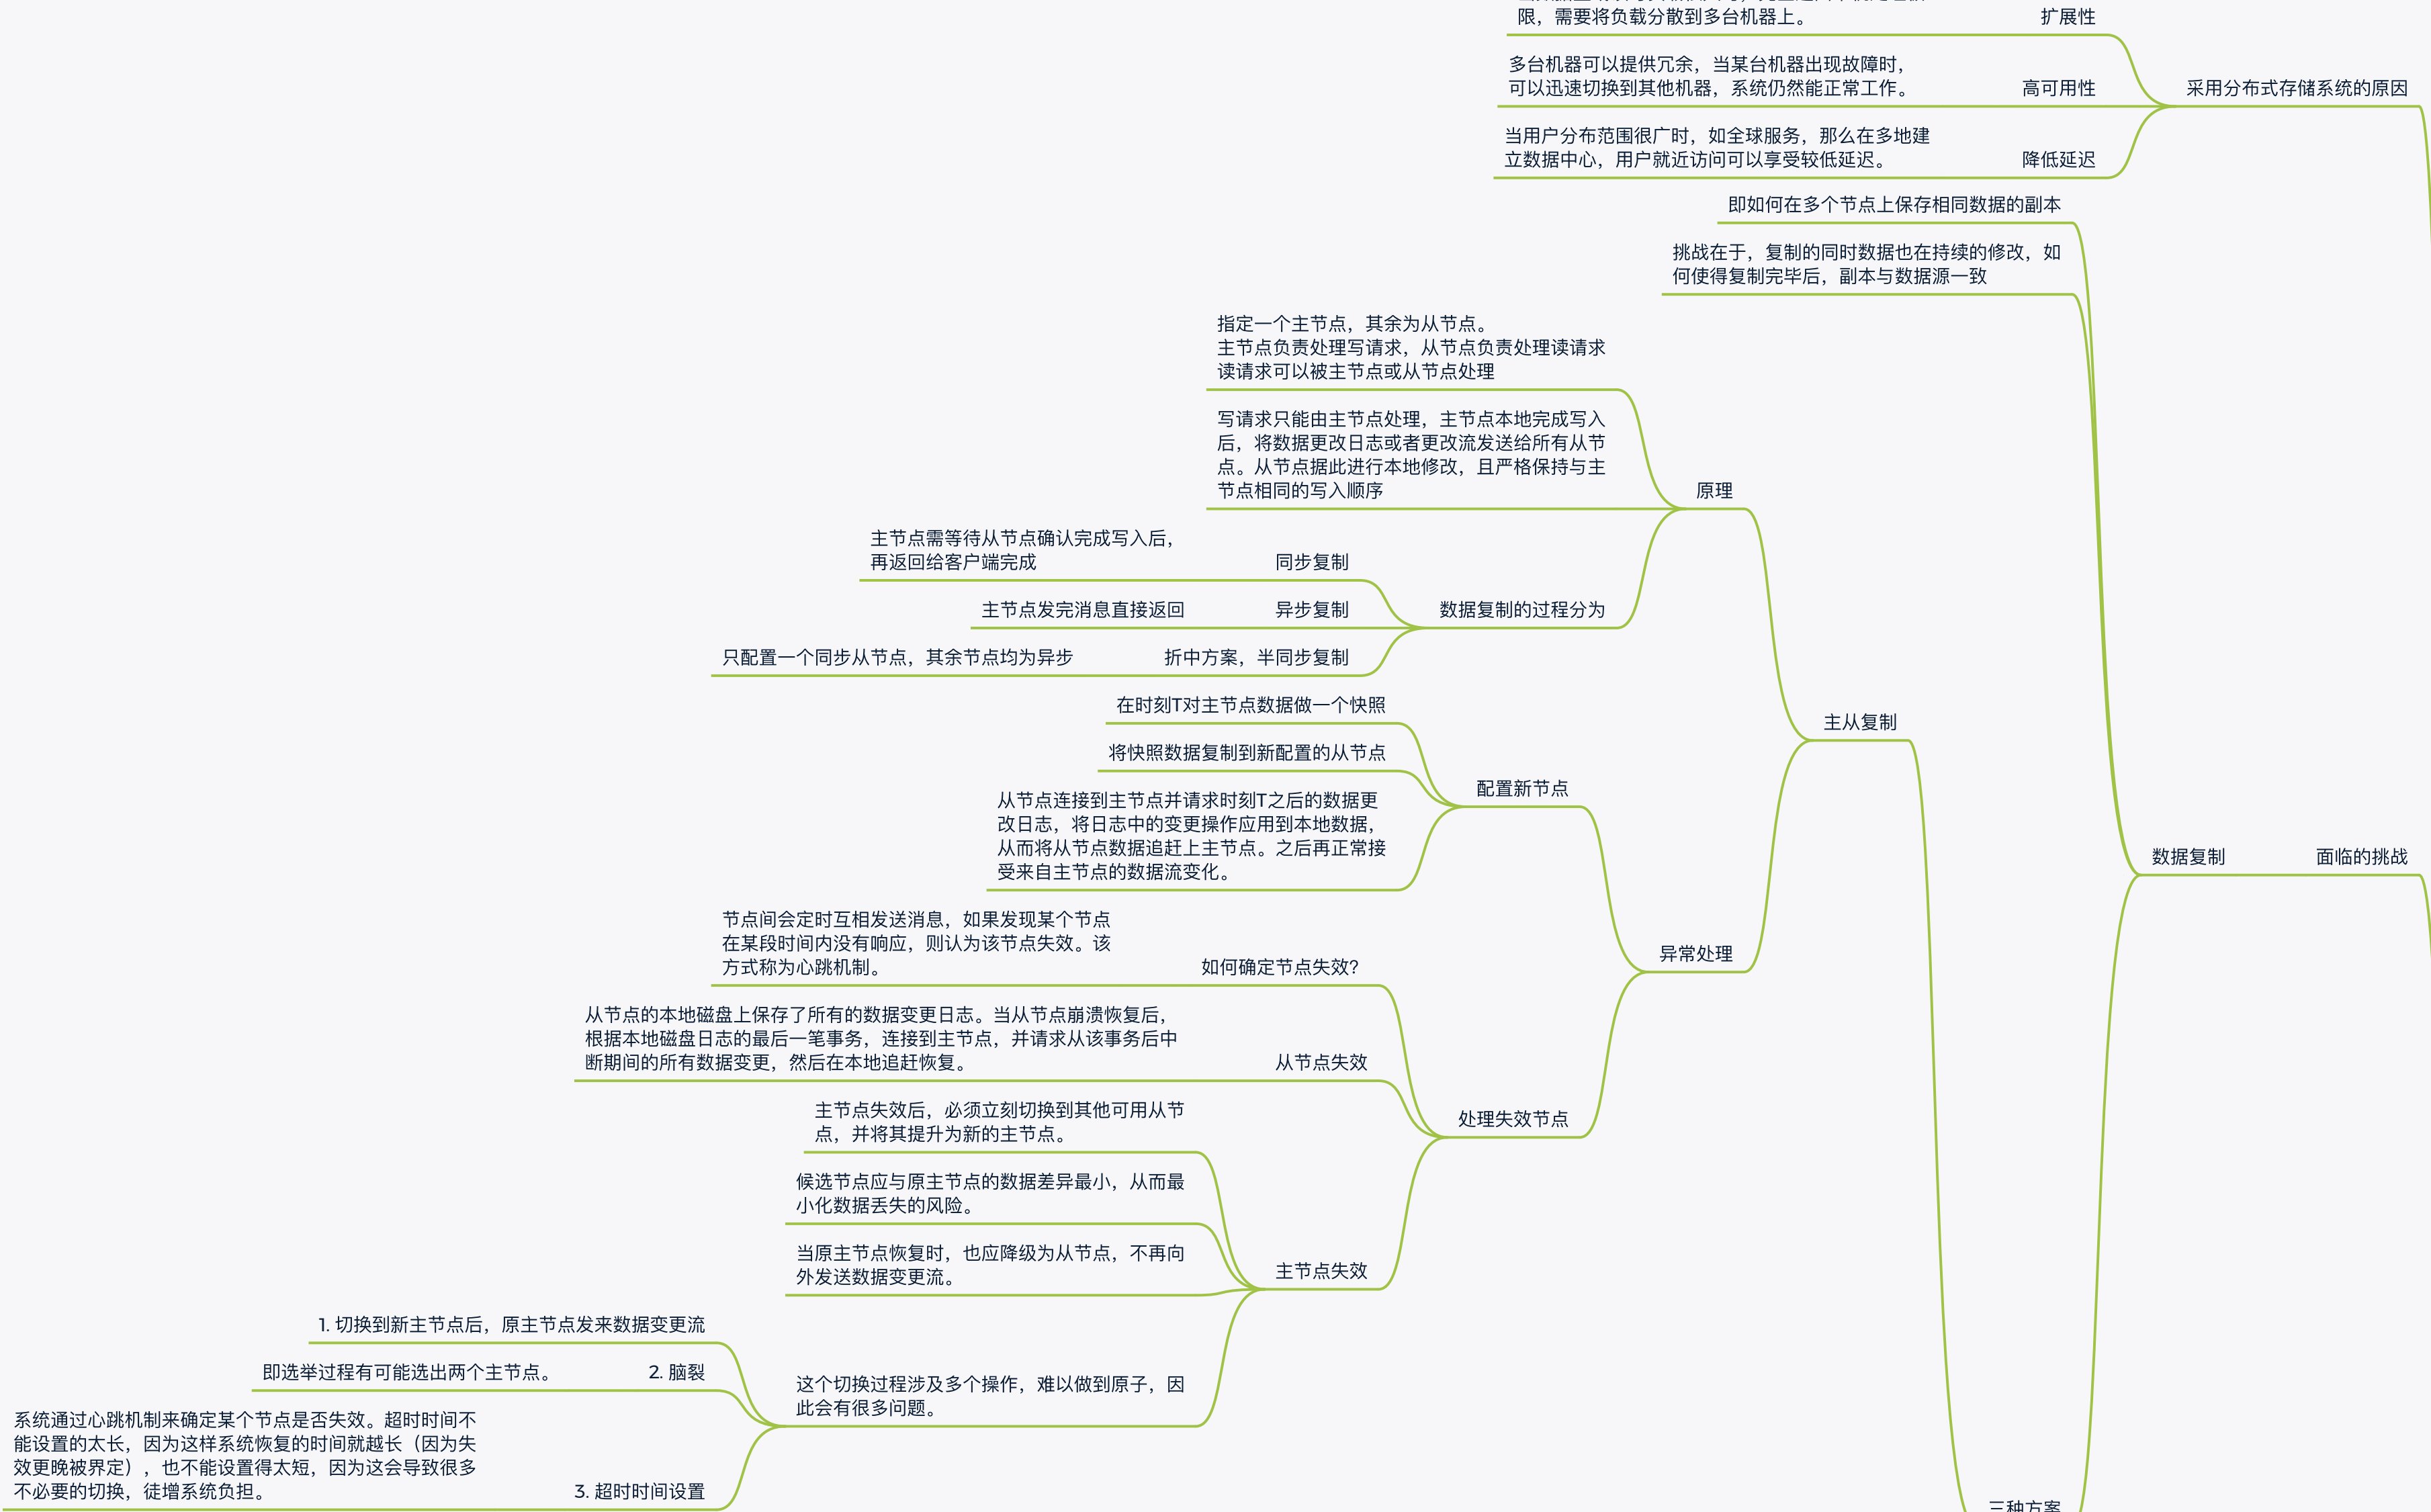 限，需要将负载分散到多台机器上。
扩展性
多台机器可以提供冗余，当某台机器出现故障时，
可以迅速切换到其他机器，系统仍然能正常工作。
高可用性
采用分布式存储系统的原因
当用户分布范围很广时，如全球服务，那么在多地建
立数据中心，用户就近访问可以享受较低延迟。
降低延迟
即如何在多个节点上保存相同数据的副本
挑战在于，复制的同时数据也在持续的修改，如
何使得复制完毕后，副本与数据源一致
指定一个主节点，其余为从节点。
主节点负责处理写请求，从节点负责处理读请求
读请求可以被主节点或从节点处理
写请求只能由主节点处理，主节点本地完成写入
后，将数据更改日志或者更改流发送给所有从节
点。从节点据此进行本地修改，且严格保持与主
节点相同的写入顺序
原理
主节点需等待从节点确认完成写入后，
再返回给客户端完成
同步复制
主节点发完消息直接返回
异步复制
数据复制的过程分为
只配置一个同步从节点，其余节点均为异步
折中方案，半同步复制
在时刻T对主节点数据做一个快照
主从复制
将快照数据复制到新配置的从节点
配置新节点
从节点连接到主节点并请求时刻T之后的数据更
改日志，将日志中的变更操作应用到本地数据，
从而将从节点数据追赶上主节点。之后再正常接
受来自主节点的数据流变化。
数据复制
面临的挑战
节点间会定时互相发送消息，如果发现某个节点
在某段时间内没有响应，则认为该节点失效。该
方式称为心跳机制。
如何确定节点失效？
异常处理
从节点的本地磁盘上保存了所有的数据变更日志。当从节点崩溃恢复后，
根据本地磁盘日志的最后一笔事务，连接到主节点，并请求从该事务后中
断期间的所有数据变更，然后在本地追赶恢复。
从节点失效
处理失效节点
主节点失效后，必须立刻切换到其他可用从节
点，并将其提升为新的主节点。
候选节点应与原主节点的数据差异最小，从而最
小化数据丢失的风险。
当原主节点恢复时，也应降级为从节点，不再向
外发送数据变更流。
主节点失效
1. 切换到新主节点后，原主节点发来数据变更流
即选举过程有可能选出两个主节点。
2. 脑裂
这个切换过程涉及多个操作，难以做到原子，因
此会有很多问题。
系统通过心跳机制来确定某个节点是否失效。超时时间不
能设置的太长，因为这样系统恢复的时间就越长（因为失
效更晚被界定），也不能设置得太短，因为这会导致很多
不必要的切换，徒增系统负担。
3. 超时时间设置
三种方案